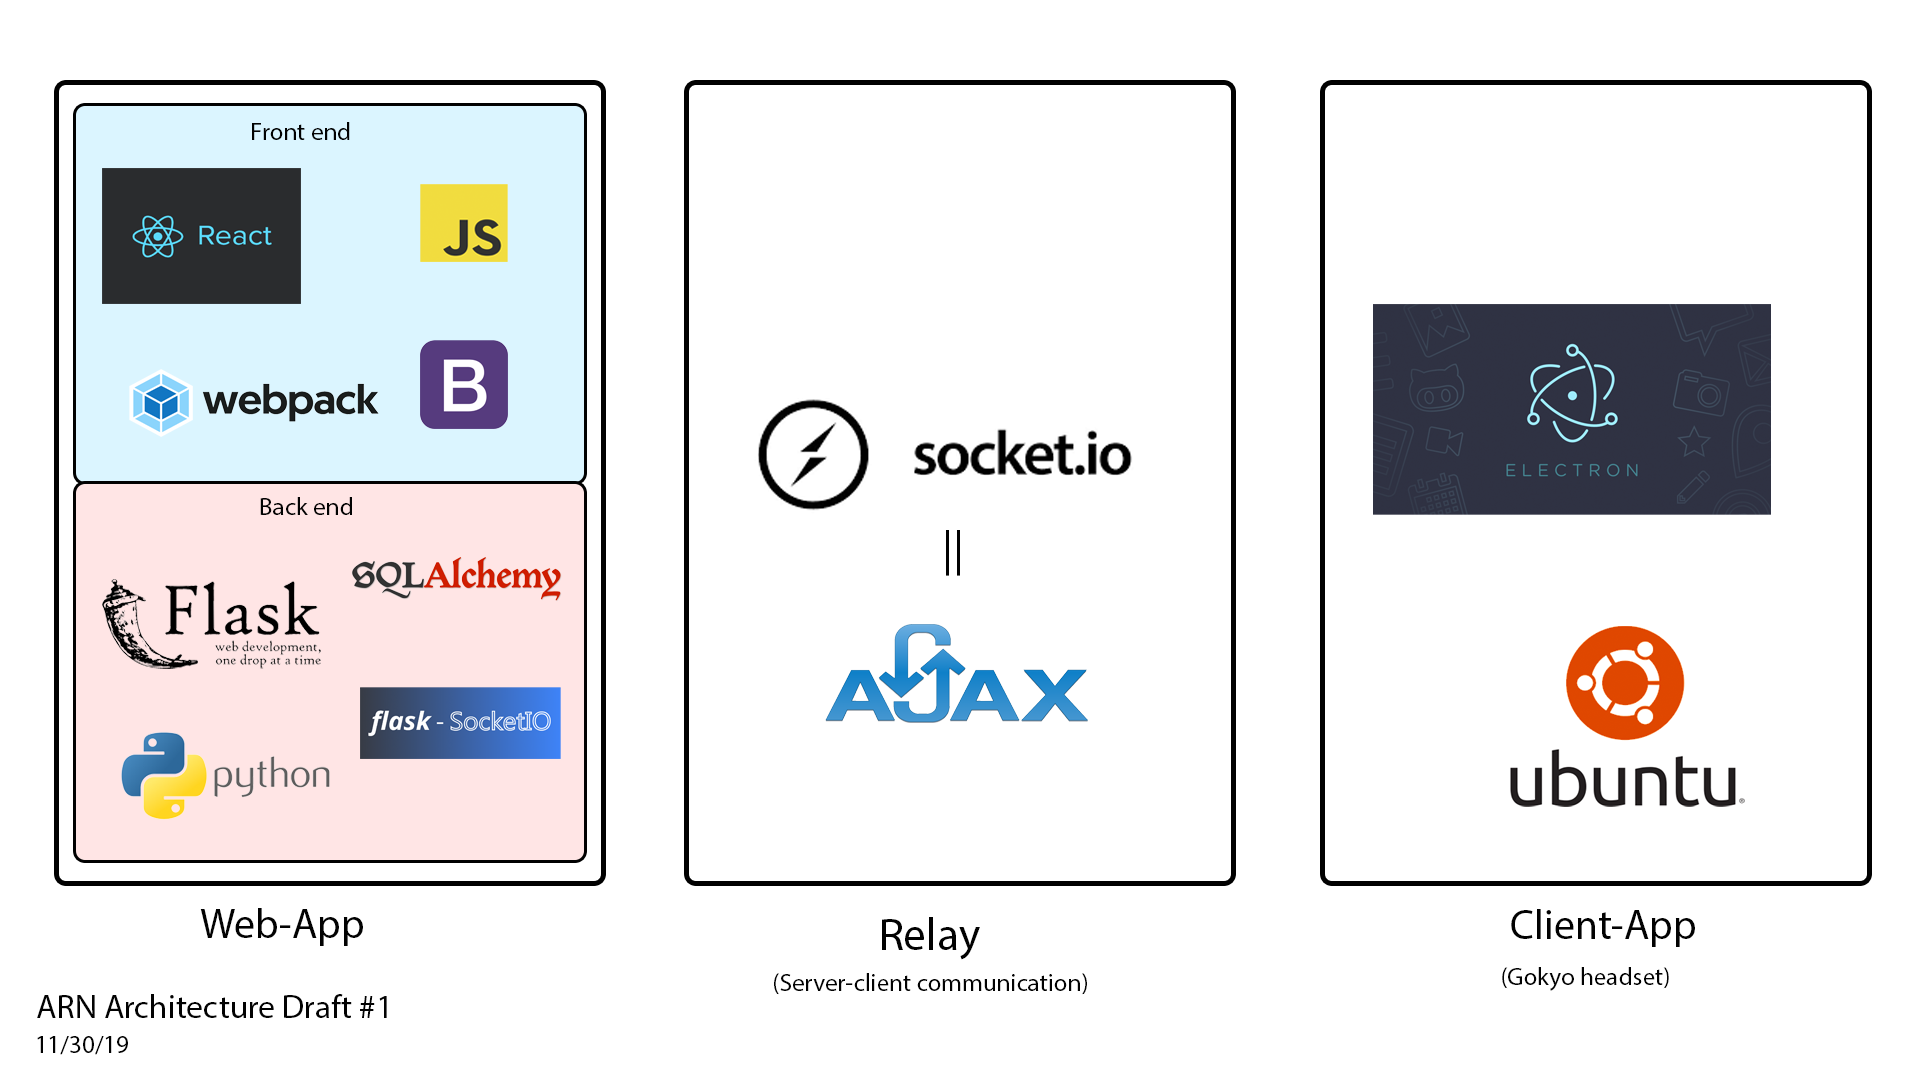 Front end
React
JS
webpack
B
Back end
Flask
web development,
one drop at a time
SQLAlchemy
flask - SocketIO
python
Web-App
socket.io
||
AJAX
Relay
(Server-client communication)
ELECTRON
ubuntu®
Client-App
(Gokyo headset)
ARN Architecture Draft #1
11/30/19